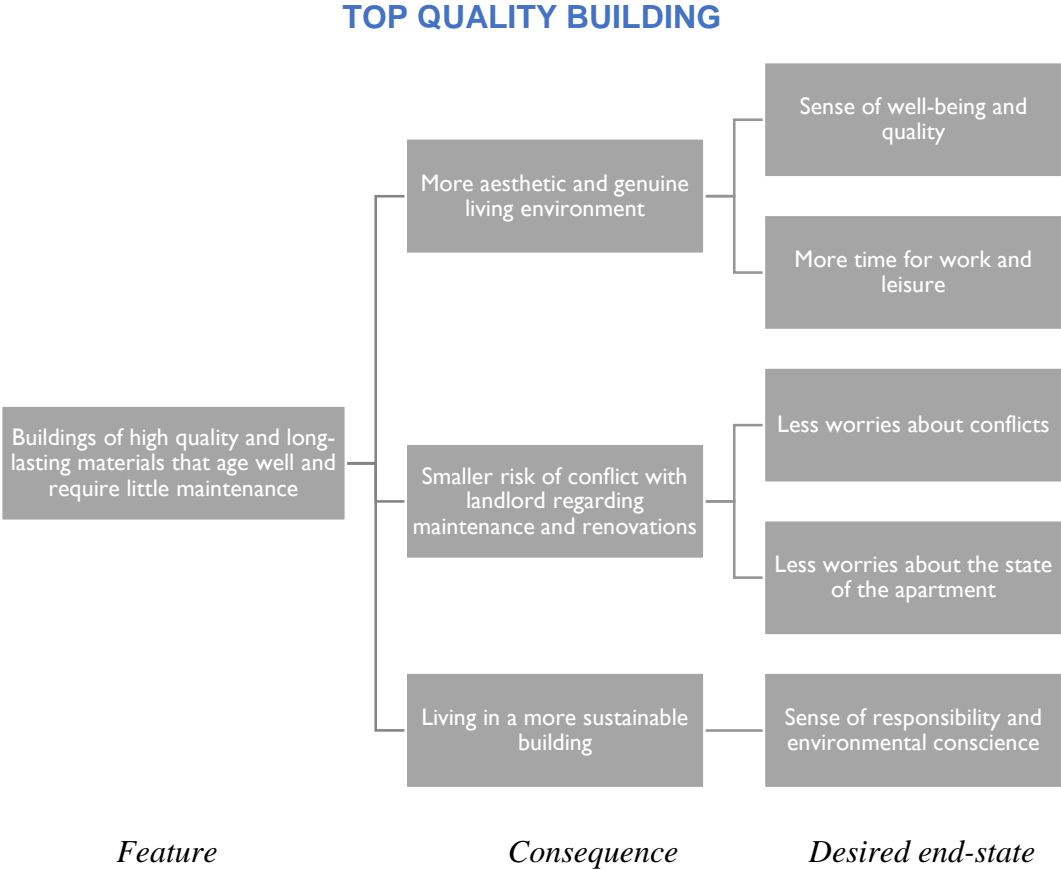 TOP QUALITY BUILDING
Sense of well-being and
quality
More aesthetic and genuine
living environment
More time for work and
leisure
Buildings of high quality and long-
lasting materials that age well and
require little maintenance
Smaller risk of conflict with
landlord regarding
maintenance and renovations
Less worries about conflicts
Less worries about the state
of the apartment
Living in a more sustainable
building
Sense of responsibility and
environmental conscience
Feature
Consequence
Desired end-state